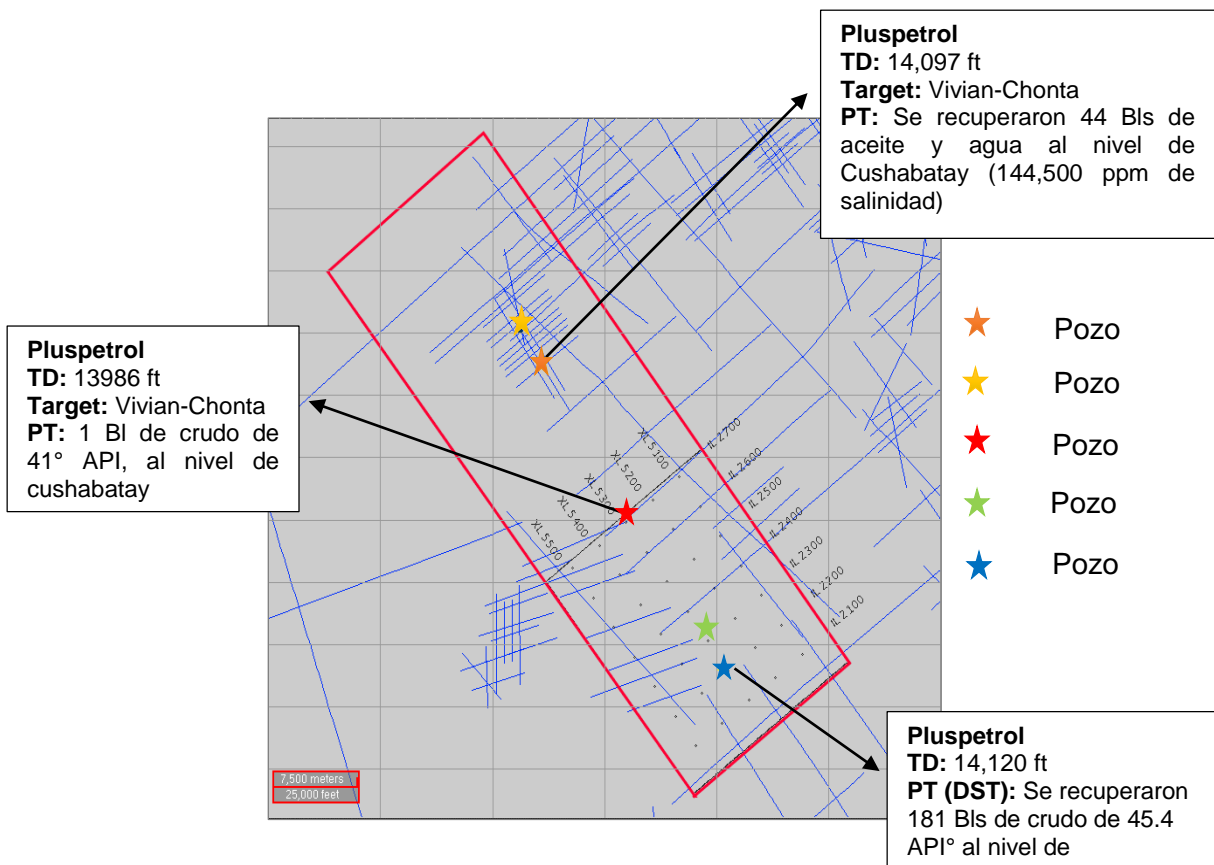 Pluspetrol
TD: 14,097 ft
Target: Vivian-Chonta
PT: Se recuperaron 44 Bls de
aceite y agua al nivel de
Cushabatay (144,500 ppm de
salinidad)
Pluspetrol
TD: 13986 ft
Target: Vivian-Chonta
PT: 1 Bl de crudo de
41° API, al nivel de
cushabatay
Pozo
Pozo
Pozo
Pozo
Pozo
XL 5100
XL 5200
XL 5300
XL 5400
XL 5500
IL 2700
IL 2600
IL 2500
IL 2400
IL 2300
IL 2200
IL 2100
Pluspetrol
TD: 14,120 ft
PT (DST): Se recuperaron
181 Bls de crudo de 45.4
API° al nivel de
7,500 meters
25,000 feet